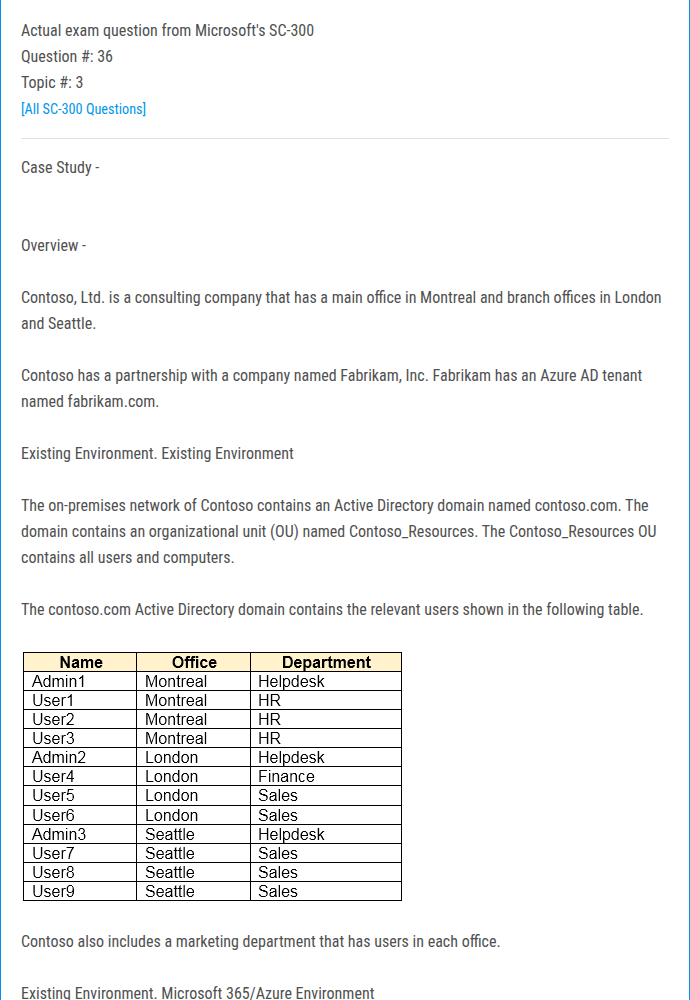 Actual exam question from Microsoft's SC-300
Question #: 36
Topic #: 3
[All SC-300 Questions]
Case Study -
Overview -
Contoso, Ltd. is a consulting company that has a main office in Montreal and branch offices in London
and Seattle.
Contoso has a partnership with a company named Fabrikam, Inc. Fabrikam has an Azure AD tenant
named fabrikam.com.
Existing Environment. Existing Environment
The on-premises network of Contoso contains an Active Directory domain named contoso.com. The
domain contains an organizational unit (OU) named Contoso_Resources. The Contoso_Resources OU
contains all users and computers.
The contoso.com Active Directory domain contains the relevant users shown in the following table.
Name Office Department
Admin1 Montreal Helpdesk
User1 Montreal HR
User2 Montreal HR
User3 Montreal HR
Admin2 London Helpdesk
User4 London Finance
User5 London Sales
User6 London Sales
Admin3 Seattle Helpdesk
User7 Seattle Sales
User8 Seattle Sales
User9 Seattle Sales
Contoso also includes a marketing department that has users in each office.
Existing Environment. Microsoft 365/Azure Environment